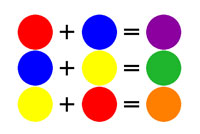 + =
+ =
+ =